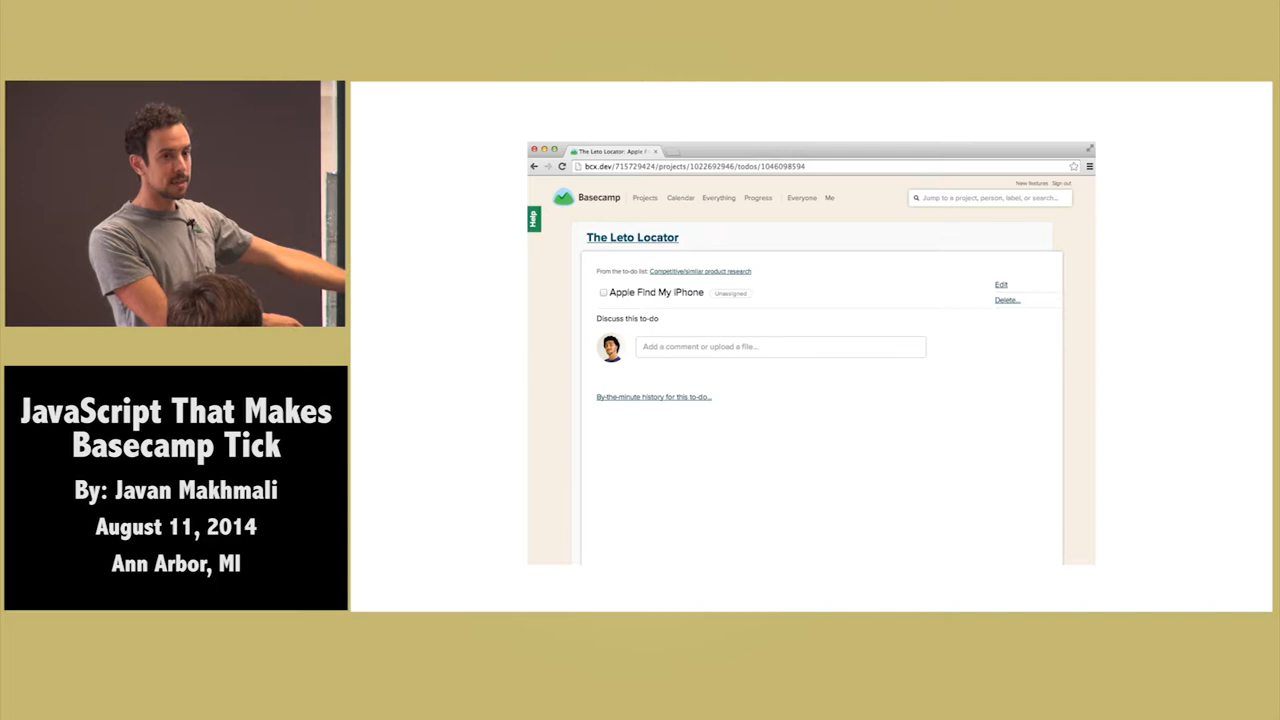 JavaScript That Makes
Basecamp Tick
By: Javan Makhmali
August 11, 2014
Ann Arbor, MI
The Leto Locator: Apple F
bcx.dev/715729424/projects/1022692946/todos/1046098594
New features Sign out
Help
Basecamp Projects Calendar Everything Progress Everyone Me
Jump to a project, person, label, or search...
The Leto Locator
From the to-do list: Competitive/similar product research
Apple Find My iPhone Unassigned
Edit
Delete...
Discuss this to-do
Add a comment or upload a file...
By-the-minute history for this to-do...